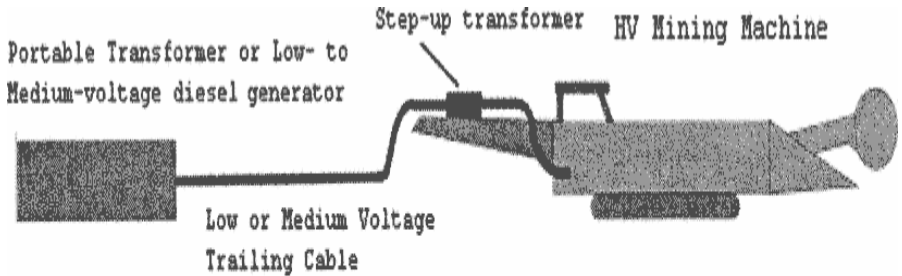 Step-up transformer
HV Mining Machine
Portable Transformer or Low- to
Medium-voltage diesel generator
Low or Medium Voltage
Trailing Cable